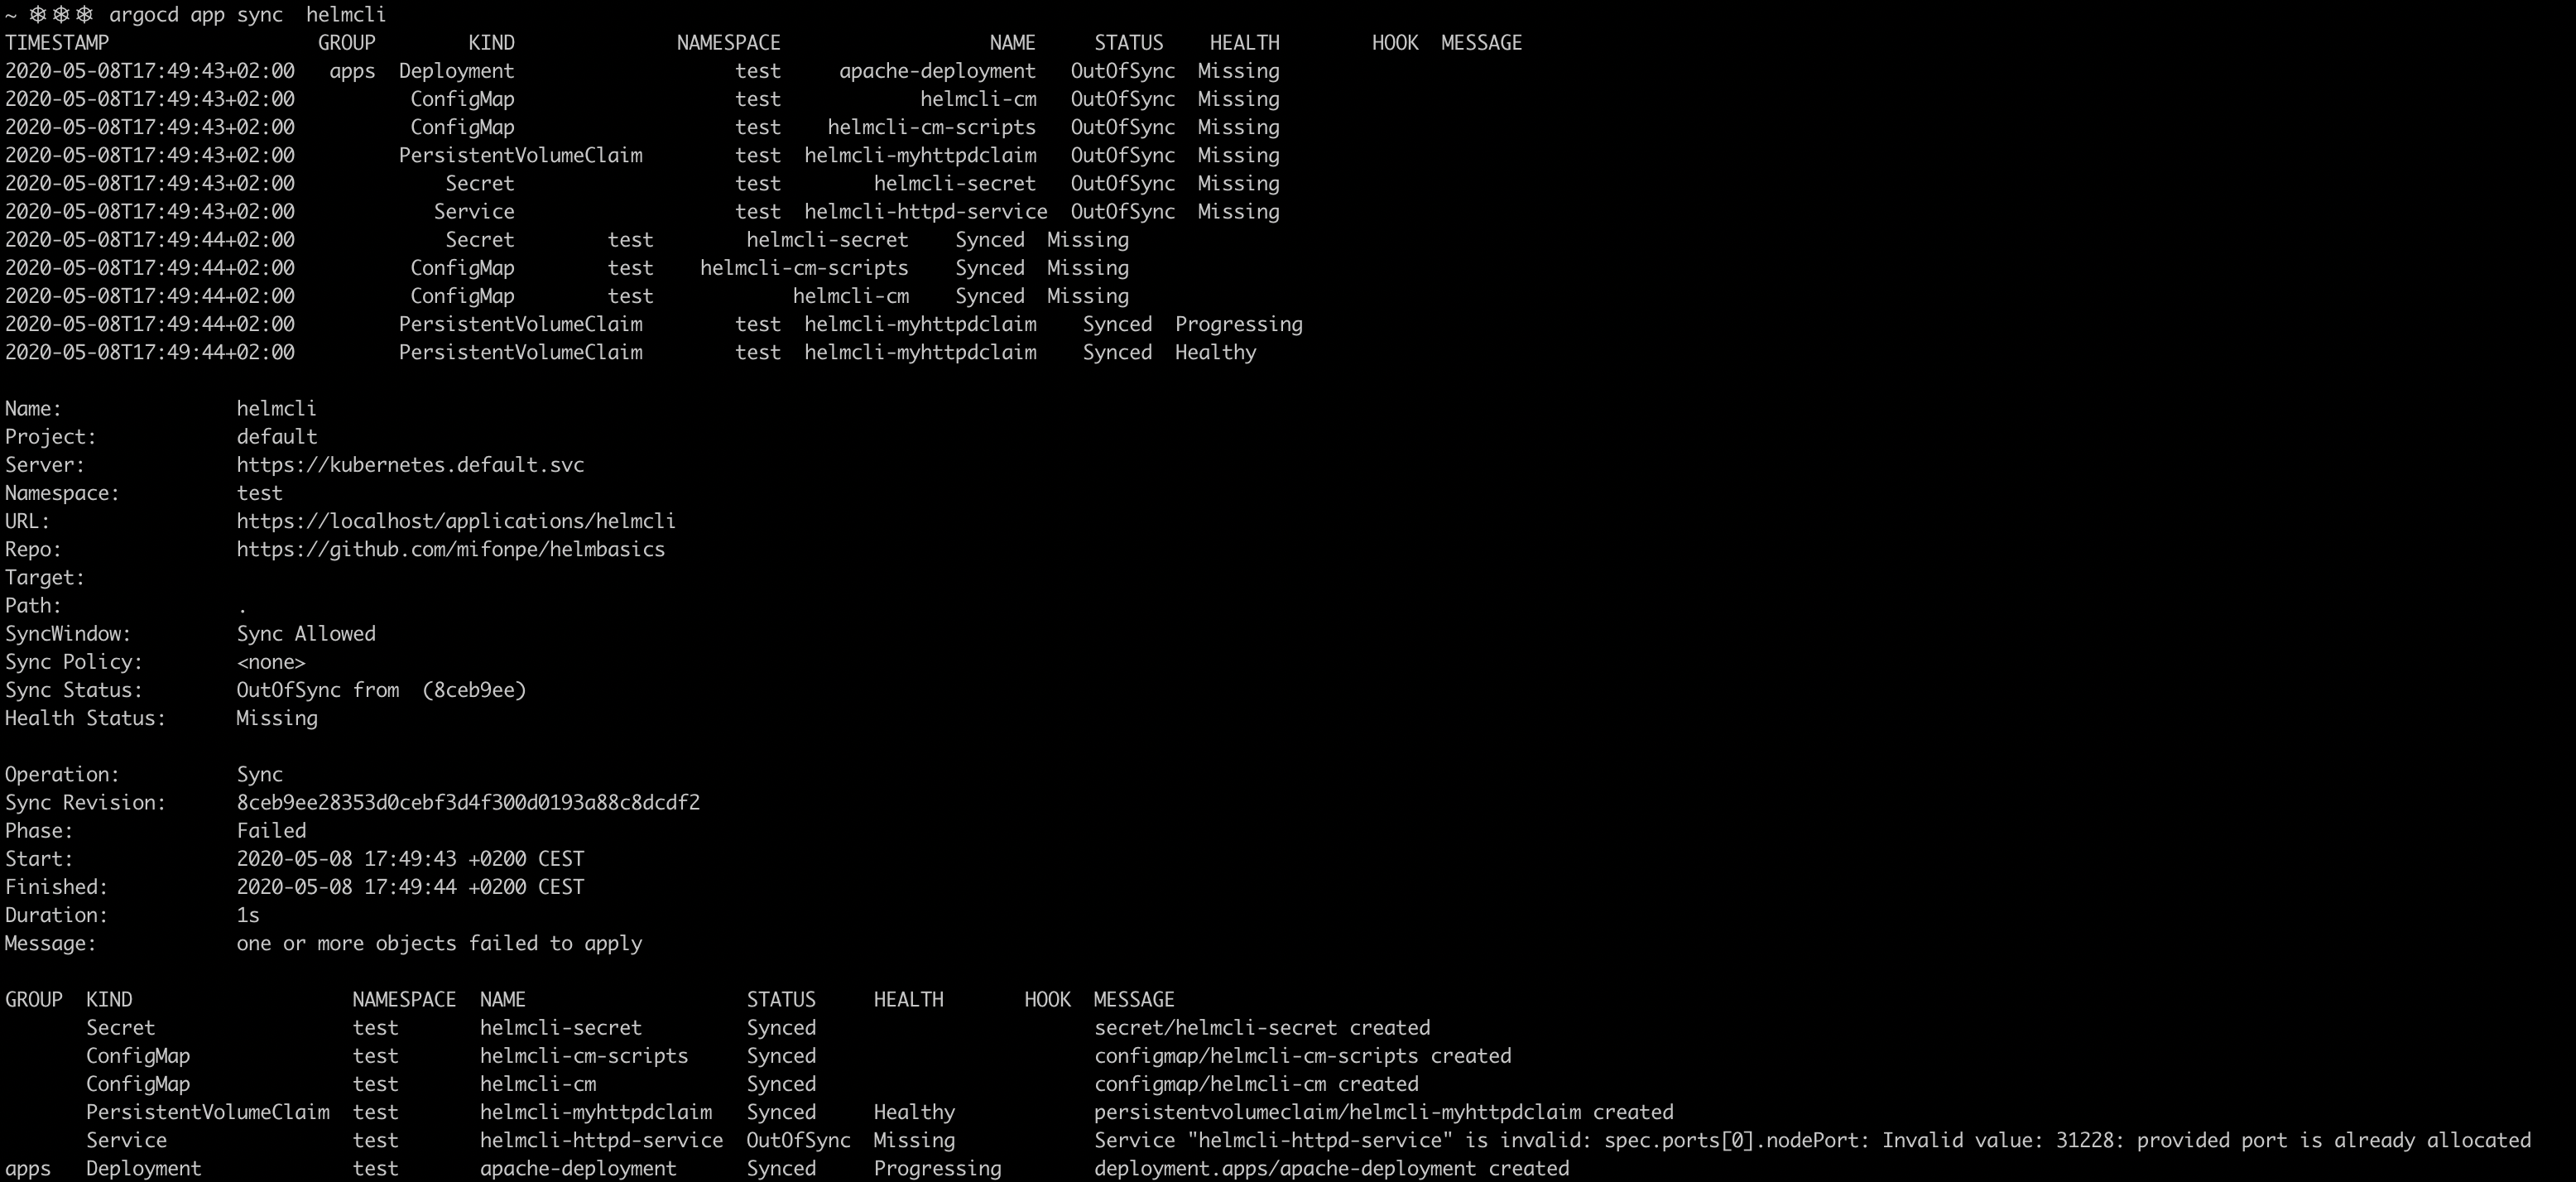 ~ ☸☸☸ argocd app sync  helmcli
TIMESTAMP                  GROUP        KIND              NAMESPACE                  NAME     STATUS    HEALTH        HOOK  MESSAGE
2020-05-08T17:49:43+02:00   apps  Deployment                   test     apache-deployment   OutOfSync  Missing
2020-05-08T17:49:43+02:00          ConfigMap                   test            helmcli-cm   OutOfSync  Missing
2020-05-08T17:49:43+02:00          ConfigMap                   test    helmcli-cm-scripts   OutOfSync  Missing
2020-05-08T17:49:43+02:00         PersistentVolumeClaim        test  helmcli-myhttpdclaim   OutOfSync  Missing
2020-05-08T17:49:43+02:00             Secret                   test        helmcli-secret   OutOfSync  Missing
2020-05-08T17:49:43+02:00            Service                   test  helmcli-httpd-service  OutOfSync  Missing
2020-05-08T17:49:44+02:00             Secret        test        helmcli-secret    Synced  Missing
2020-05-08T17:49:44+02:00          ConfigMap        test    helmcli-cm-scripts    Synced  Missing
2020-05-08T17:49:44+02:00          ConfigMap        test            helmcli-cm    Synced  Missing
2020-05-08T17:49:44+02:00         PersistentVolumeClaim        test  helmcli-myhttpdclaim    Synced  Progressing
2020-05-08T17:49:44+02:00         PersistentVolumeClaim        test  helmcli-myhttpdclaim    Synced  Healthy
Name:               helmcli
Project:            default
Server:             https://kubernetes.default.svc
Namespace:          test
URL:                https://localhost/applications/helmcli
Repo:               https://github.com/mifonpe/helmbasics
Target:
Path:               .
SyncWindow:         Sync Allowed
Sync Policy:        <none>
Sync Status:        OutOfSync from  (8ceb9ee)
Health Status:      Missing
Operation:          Sync
Sync Revision:      8ceb9ee28353d0cebf3d4f300d0193a88c8dcdf2
Phase:              Failed
Start:              2020-05-08 17:49:43 +0200 CEST
Finished:           2020-05-08 17:49:44 +0200 CEST
Duration:           1s
Message:            one or more objects failed to apply
GROUP  KIND                   NAMESPACE  NAME                   STATUS     HEALTH       HOOK  MESSAGE
       Secret                 test       helmcli-secret         Synced                        secret/helmcli-secret created
       ConfigMap              test       helmcli-cm-scripts     Synced                        configmap/helmcli-cm-scripts created
       ConfigMap              test       helmcli-cm             Synced                        configmap/helmcli-cm created
       PersistentVolumeClaim  test       helmcli-myhttpdclaim   Synced     Healthy            persistentvolumeclaim/helmcli-myhttpdclaim created
       Service                test       helmcli-httpd-service  OutOfSync  Missing            Service "helmcli-httpd-service" is invalid: spec.ports[0].nodePort: Invalid value: 31228: provided port is already allocated
apps   Deployment             test       apache-deployment      Synced     Progressing        deployment.apps/apache-deployment created